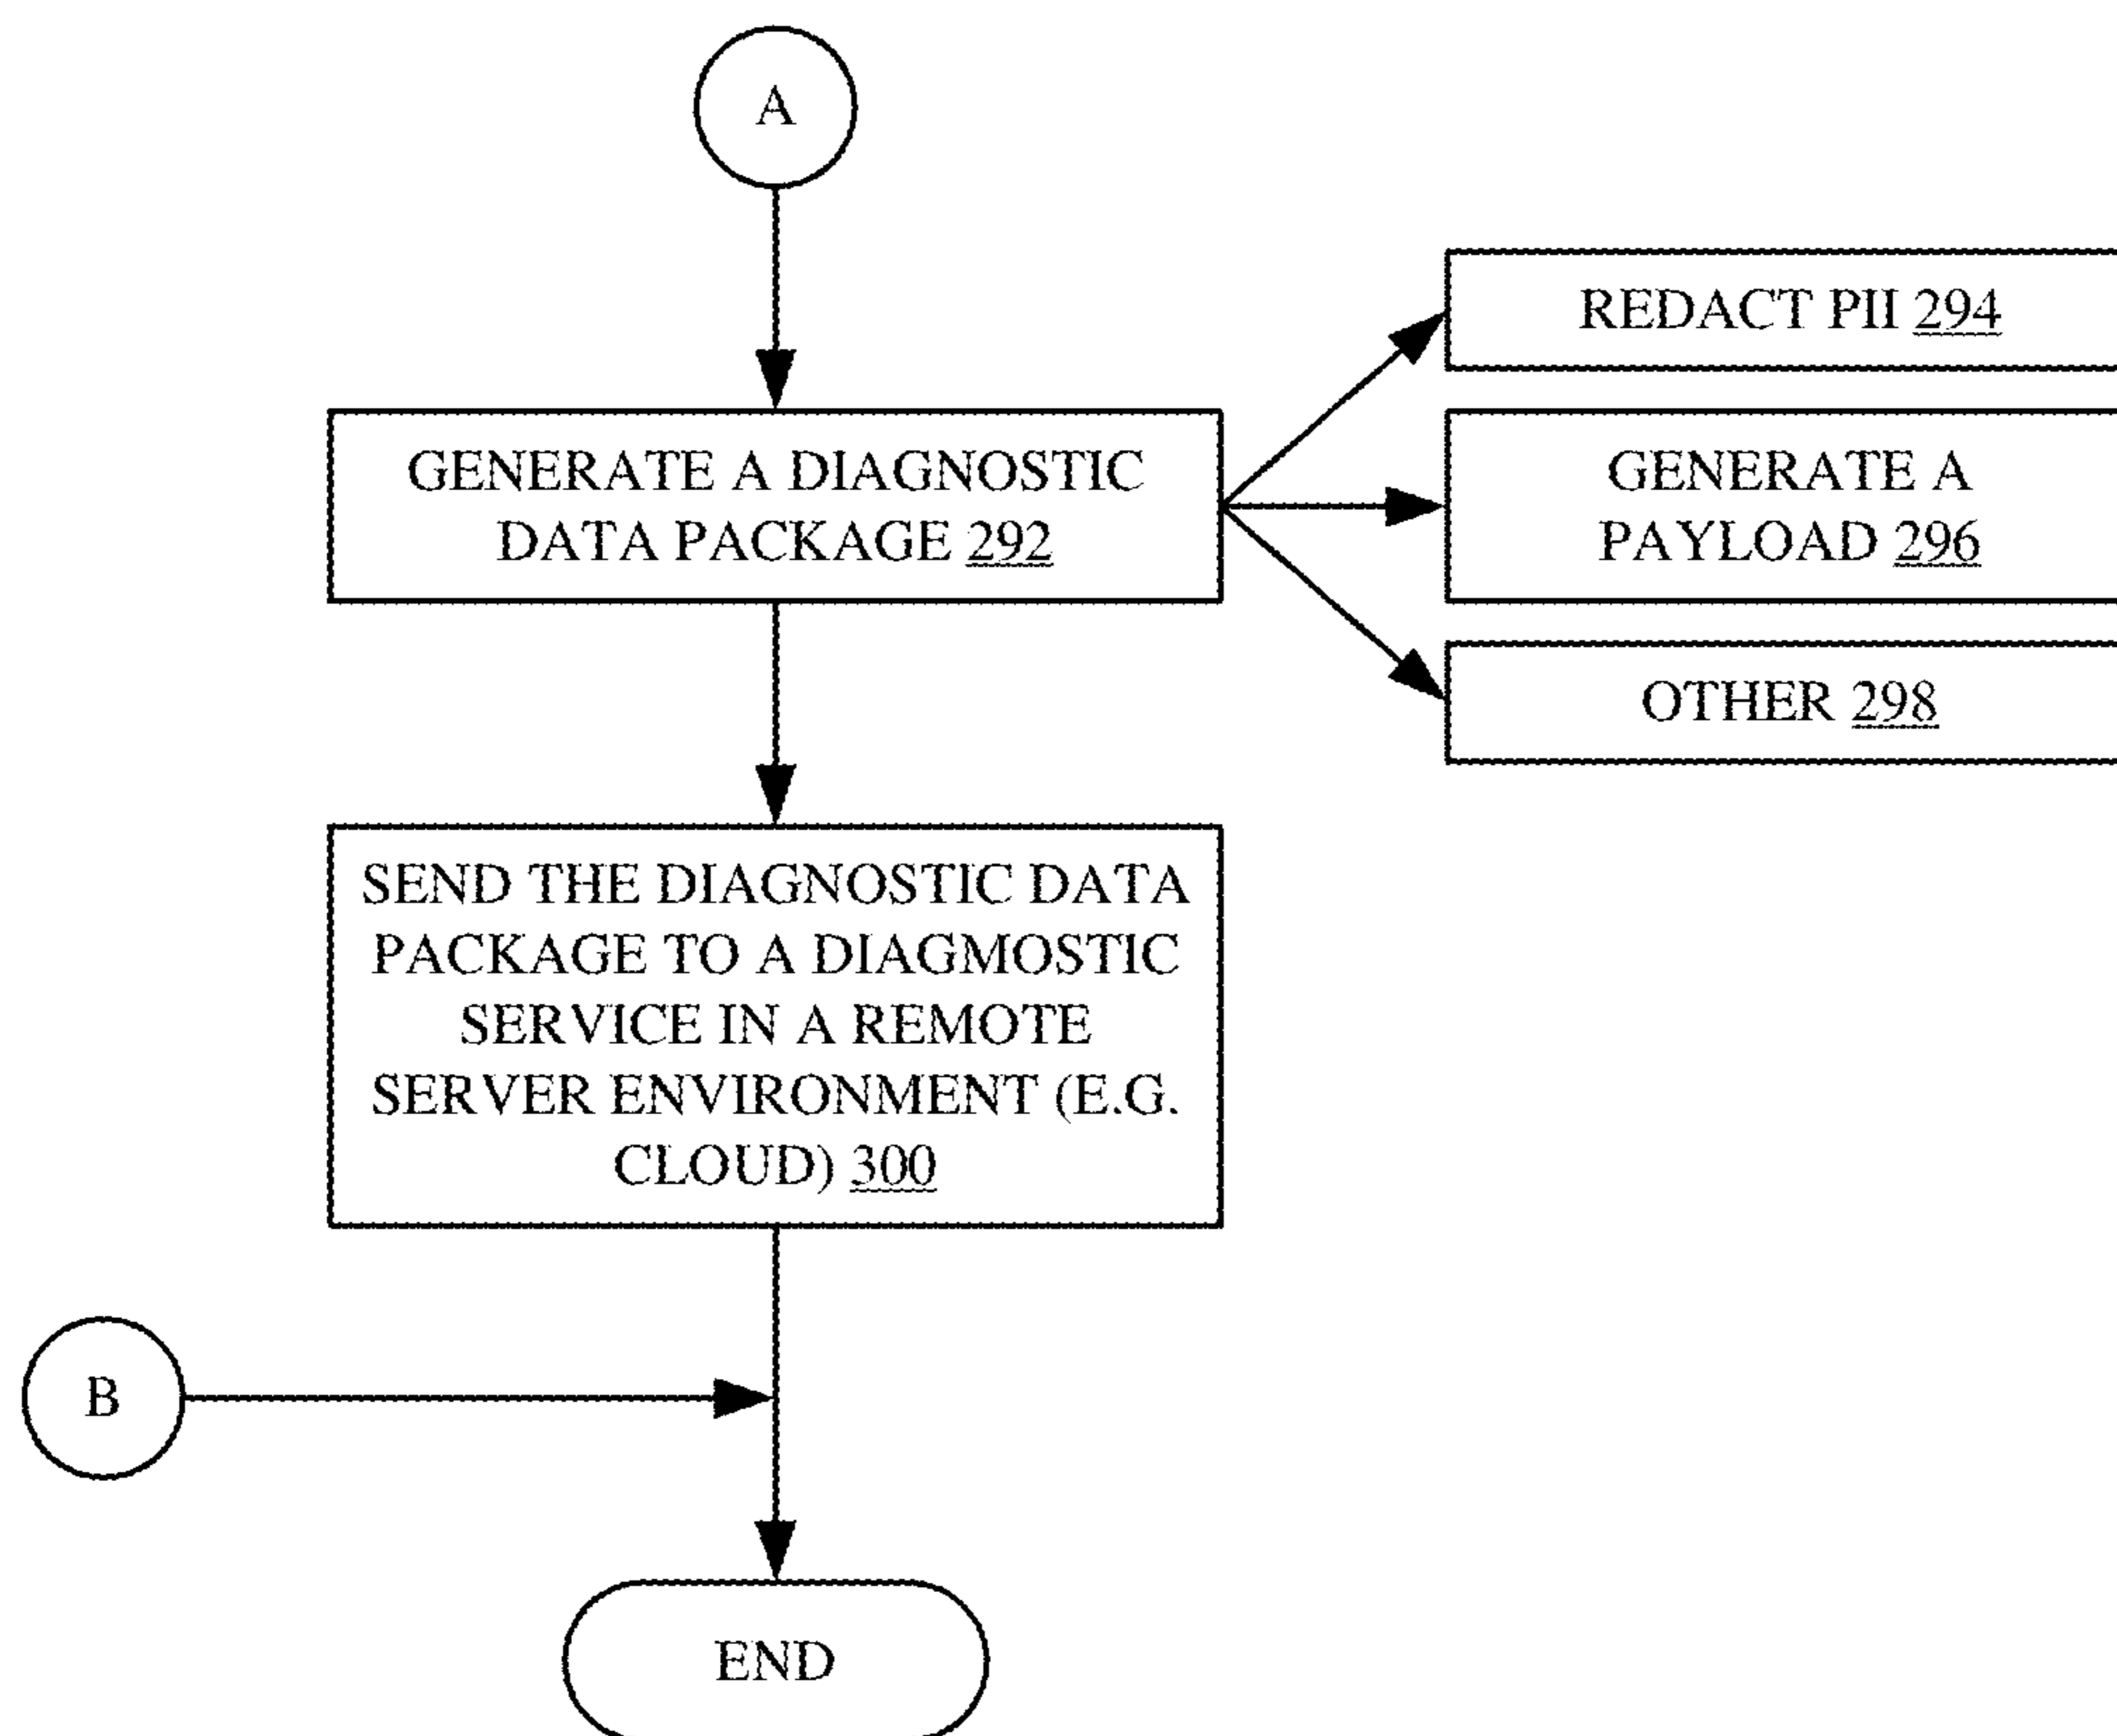 A
REDACT PII 294
GENERATE A DIAGNOSTIC
DATA PACKAGE 292
GENERATE A
PAYLOAD 296
OTHER 298
SEND THE DIAGNOSTIC DATA
PACKAGE TO A DIAGMOSTIC
SERVICE IN A REMOTE
SERVER ENVIRONMENT (E.G.
CLOUD) 300
B
END